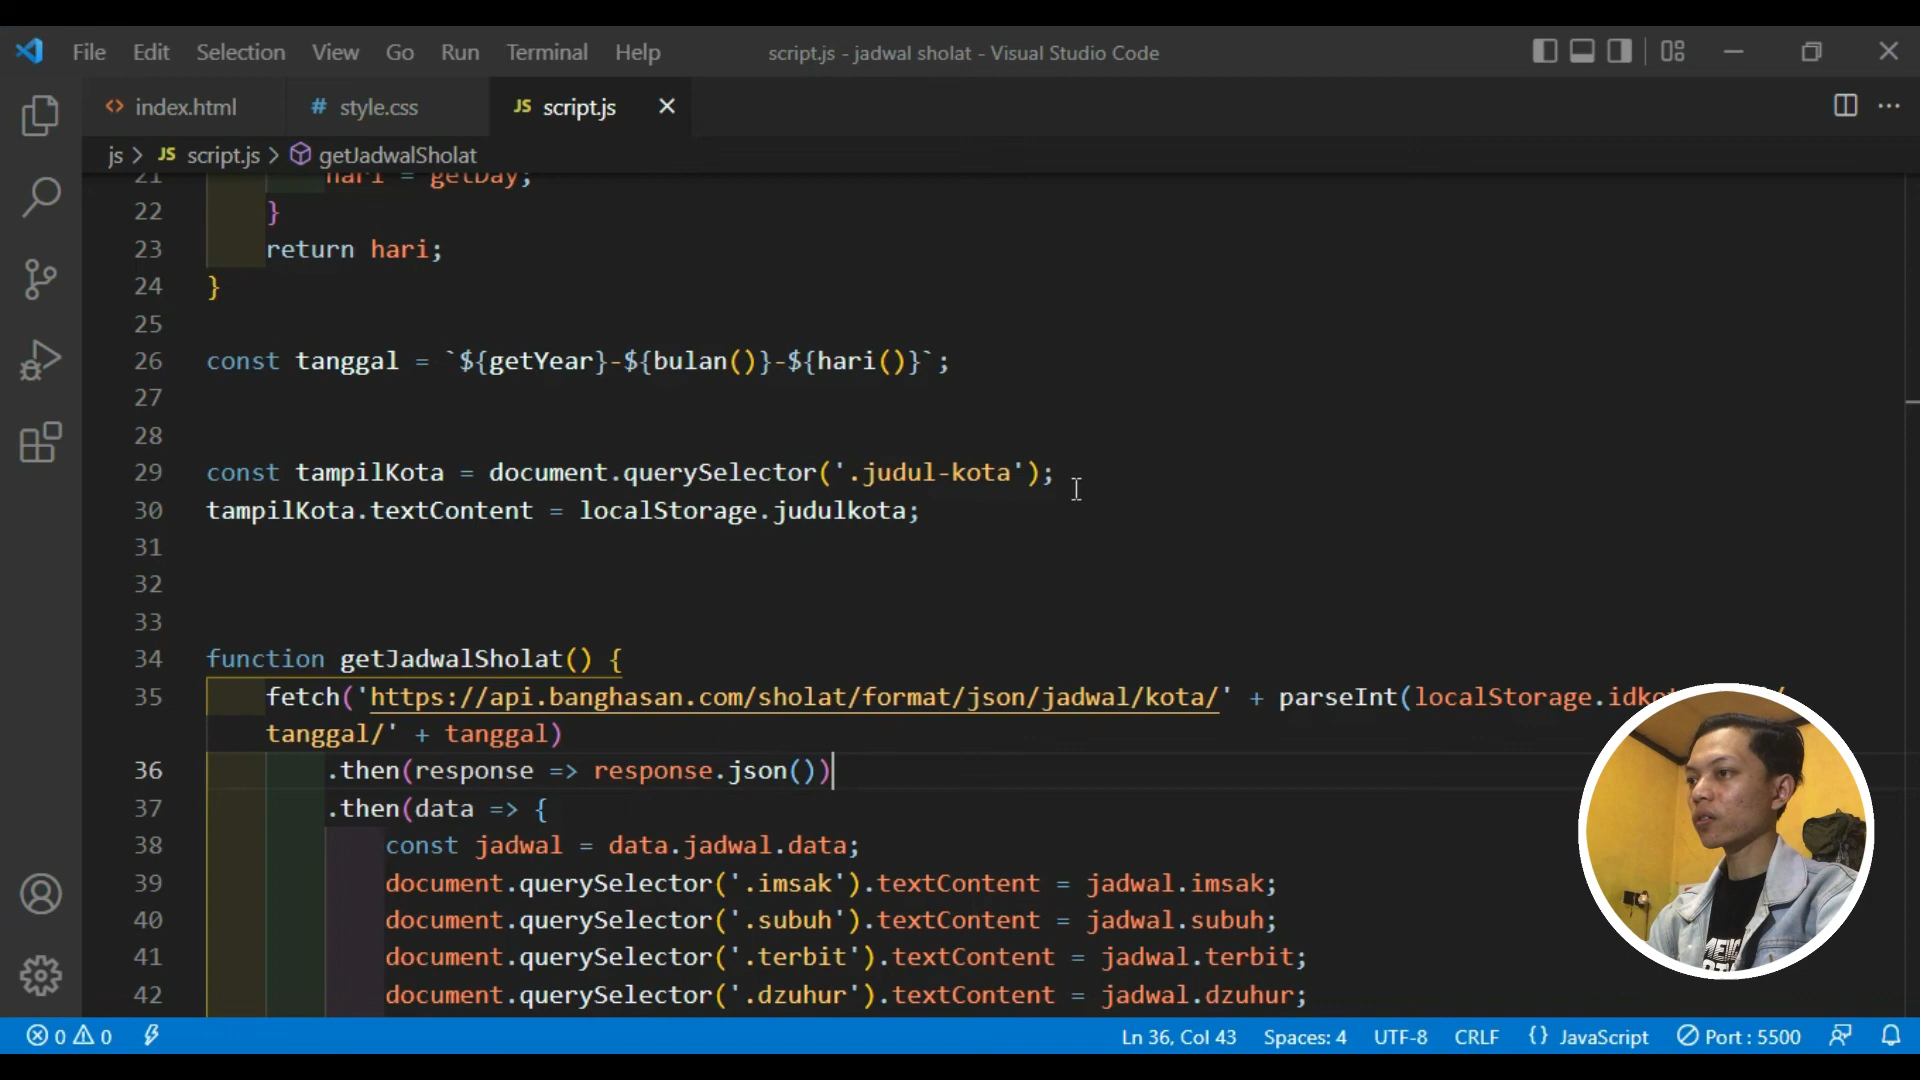 File Edit Selection View Go Run Terminal Help script.js - jadwal sholat - Visual Studio Code
index.html # style.css JS script.js
js > JS script.js > getJadwalSholat
21 hari = getDay;
22 }
23 return hari;
24 }
25
26 const tanggal = `${getYear}-${bulan()}-${hari()}`;
27
28
29 const tampilKota = document.querySelector('.judul-kota');
30 tampilKota.textContent = localStorage.judulkota;
31
32
33
34 function getJadwalSholat() {
35 fetch('https://api.banghasan.com/sholat/format/json/jadwal/kota/' + parseInt(localStorage.
tanggal/' + tanggal)
36 .then(response => response.json())
37 .then(data => {
38 const jadwal = data.jadwal.data;
39 document.querySelector('.imsak').textContent = jadwal.imsak;
40 document.querySelector('.subuh').textContent = jadwal.subuh;
41 document.querySelector('.terbit').textContent = jadwal.terbit;
42 document.querySelector('.dzuhur').textContent = jadwal.dzuhur;
0 0 Ln 36, Col 43 Spaces: 4 UTF-8 CRLF {} JavaScript Port : 5500